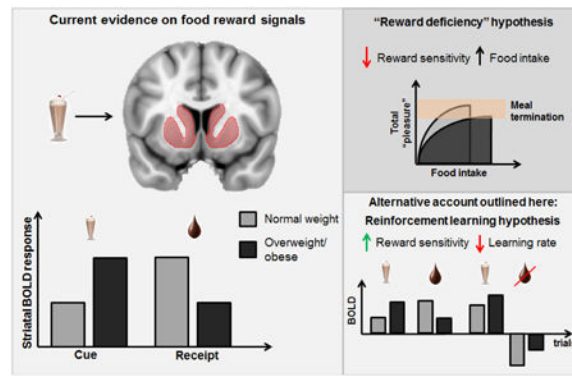 Current evidence on food reward signals
Striatal BOLD response
Normal weight
Overweight/
obese
Cue
Receipt
“Reward deficiency” hypothesis
Reward sensitivity
Food intake
Total
“pleasure”
Meal
termination
Food intake
Alternative account outlined here:
Reinforcement learning hypothesis
Reward sensitivity
Learning rate
BOLD
trials